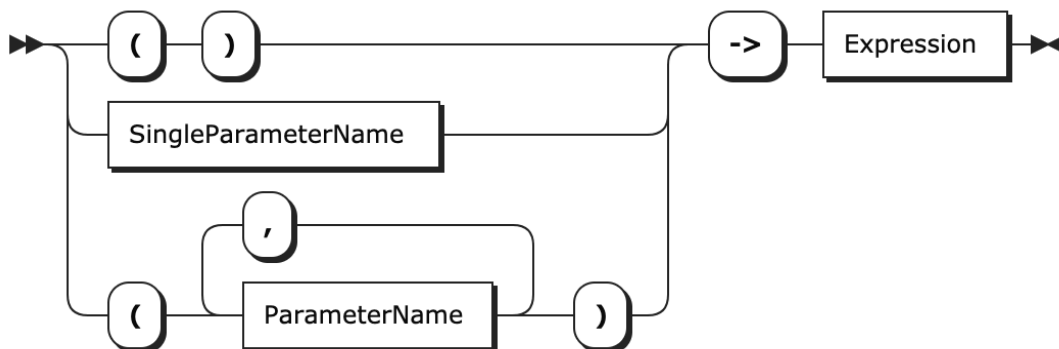 ( ) -> Expression
SingleParameterName
,
( ParameterName )